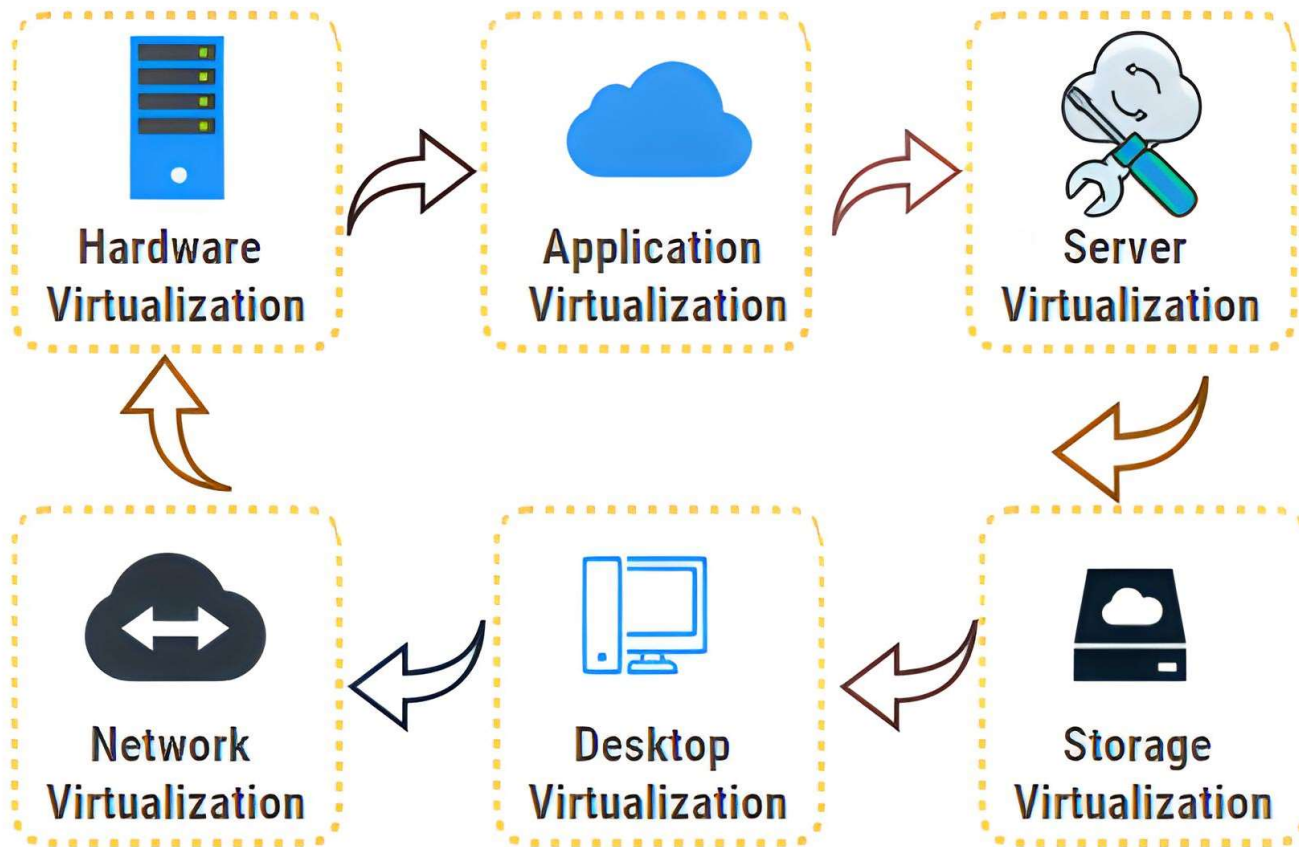 Hardware
Virtualization
Application
Virtualization
Server
Virtualization
Network
Virtualization
Desktop
Virtualization
Storage
Virtualization